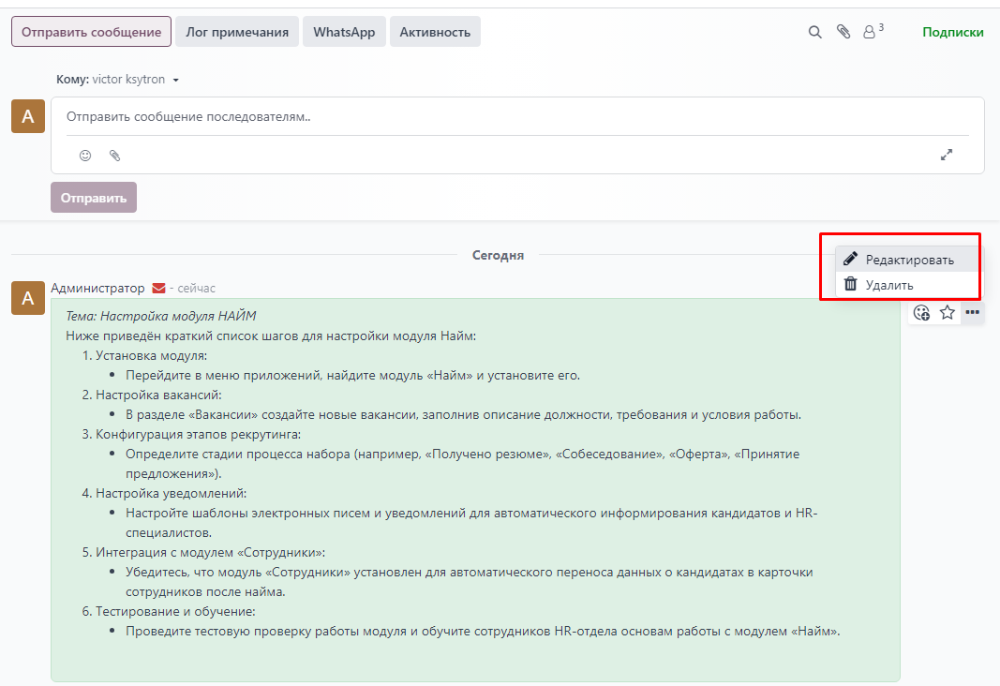 Отправить сообщение Лог примечания WhatsApp Активность 3 Подписки
Кому: victor ksytron
А
Отправить сообщение последователям..
Отправить
Сегодня
Редактировать
Удалить
А
Администратор - сейчас
Тема: Настройка модуля НАЙМ
Ниже приведён краткий список шагов для настройки модуля Найм:
1. Установка модуля:
• Перейдите в меню приложений, найдите модуль «Найм» и установите его.
2. Настройка вакансий:
• В разделе «Вакансии» создайте новые вакансии, заполнив описание должности, требования и условия работы.
3. Конфигурация этапов рекрутинга:
• Определите стадии процесса набора (например, «Получено резюме», «Собеседование», «Оферта», «Принятие
предложения»).
4. Настройка уведомлений:
• Настройте шаблоны электронных писем и уведомлений для автоматического информирования кандидатов и HR-
специалистов.
5. Интеграция с модулем «Сотрудники»:
• Убедитесь, что модуль «Сотрудники» установлен для автоматического переноса данных о кандидатах в карточки
сотрудников после найма.
6. Тестирование и обучение:
• Проведите тестовую проверку работы модуля и обучите сотрудников HR-отдела основам работы с модулем «Найм».